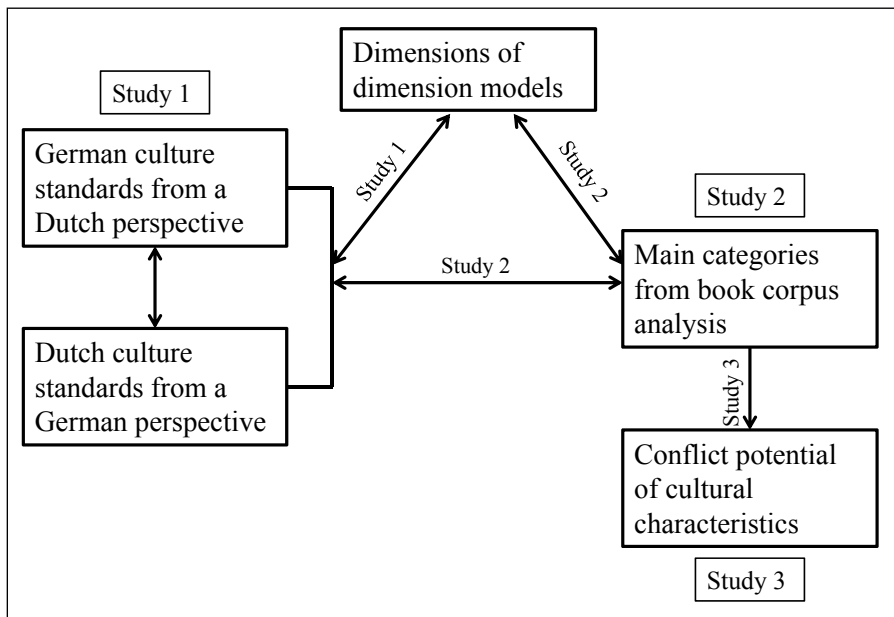 Dimensions of
dimension models
Study 1
German culture
standards from a
Dutch perspective
Study 1
Study 2
Study 2
Study 2
Main categories
from book corpus
analysis
Dutch culture
standards from a
German perspective
Study 3
Conflict potential
of cultural
characteristics
Study 3